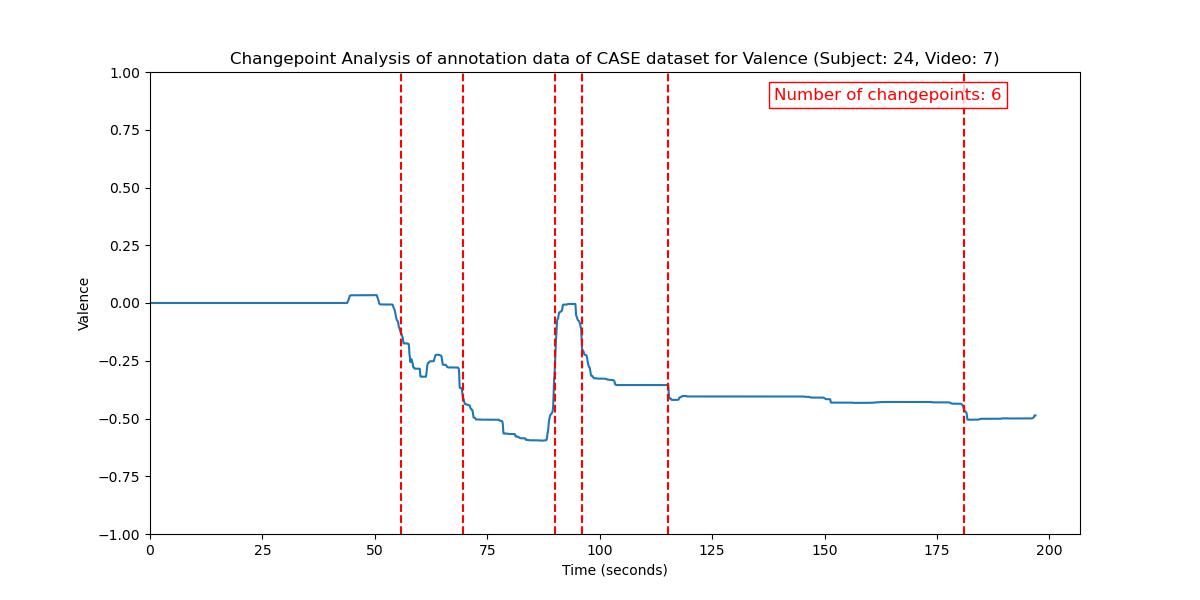 Changepoint Analysis of annotation data of CASE dataset for Valence (Subject: 24, Video: 7)
Number of changepoints: 6
1.00
0.75
0.50
0.25
0.00
−0.25
−0.50
−0.75
−1.00
Valence
0 25 50 75 100 125 150 175 200
Time (seconds)